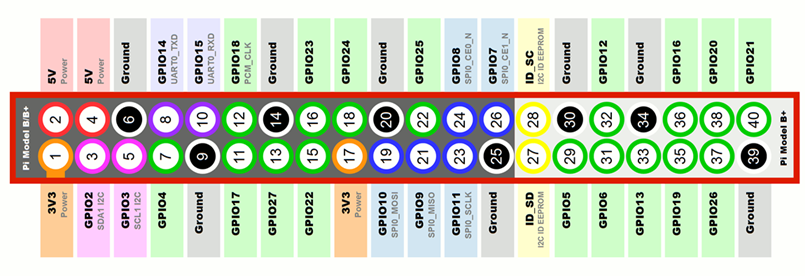 5V
Power
5V
Power
Ground
GPIO14
UART0_TXD
GPIO15
UART0_RXD
GPIO18
PCM_CLK
Ground
GPIO23
GPIO24
Ground
GPIO25
GPIO8
SPI0_CE0_N
GPIO7
SPI0_CE1_N
ID_SC
I2C ID EEPROM
Ground
GPIO12
Ground
GPIO16
GPIO20
GPIO21
Pi Model B/B+
2 4 6 8 10 12 14 16 18 20 22 24 26 28 30 32 34 36 38 40
1 3 5 7 9 11 13 15 17 19 21 23 25 27 29 31 33 35 37 39
Pi Model B+
3V3
Power
GPIO2
SDA1 I2C
GPIO3
SCL1 I2C
GPIO4
Ground
GPIO17
GPIO27
GPIO22
3V3
Power
GPIO10
SPI0_MOSI
GPIO9
SPI0_MISO
GPIO11
SPI0_SCLK
Ground
ID_SD
I2C ID EEPROM
GPIO5
GPIO6
GPIO13
GPIO19
GPIO26
Ground